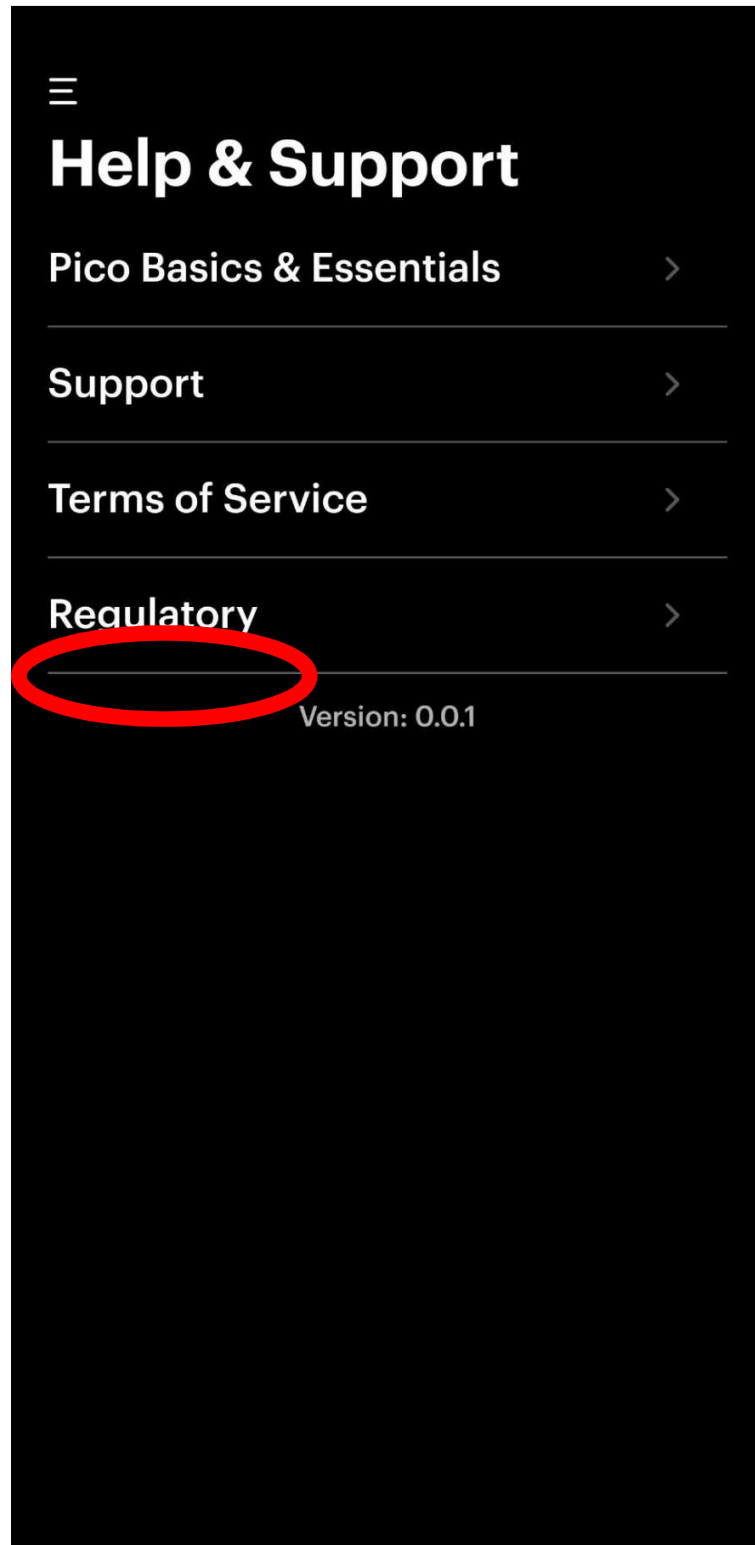 Help & Support
Pico Basics & Essentials
Support
Terms of Service
Regulatory
Version: 0.0.1